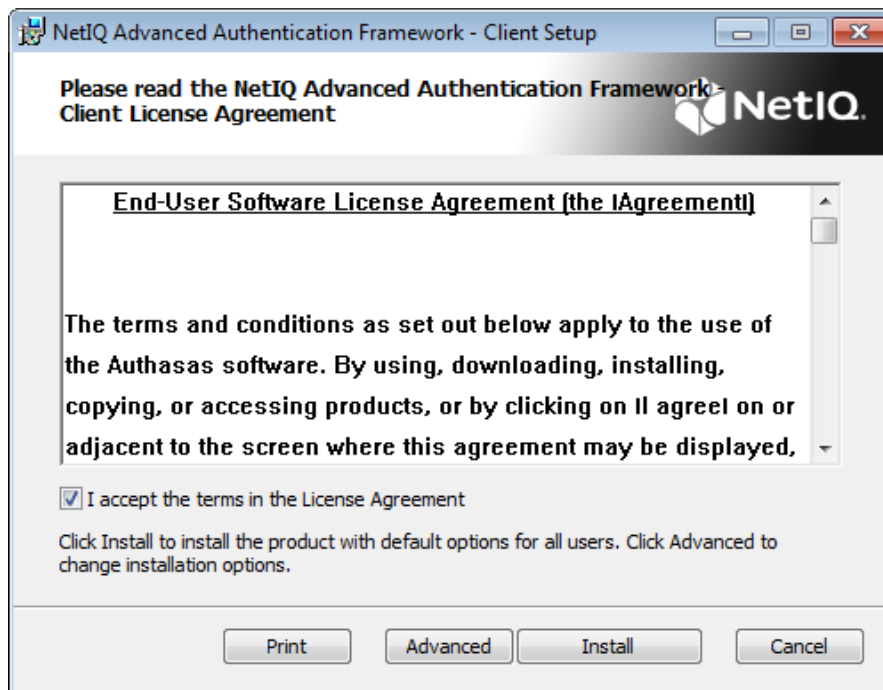 NetIQ Advanced Authentication Framework - Client Setup
Please read the NetIQ Advanced Authentication Framework -
Client License Agreement
NetIQ.
End-User Software License Agreement (the lAgreementl)
The terms and conditions as set out below apply to the use of
the Authasas software. By using, downloading, installing,
copying, or accessing products, or by clicking on lI agreel on or
adjacent to the screen where this agreement may be displayed,
I accept the terms in the License Agreement
Click Install to install the product with default options for all users. Click Advanced to
change installation options.
Print
Advanced
Install
Cancel